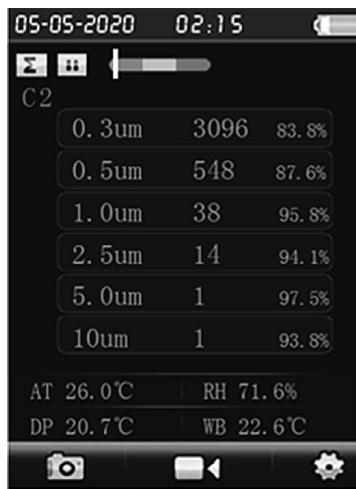 05-05-2020 02:15
Σ
C2
0.3um 3096 83.8%
0.5um 548 87.6%
1.0um 38 95.8%
2.5um 14 94.1%
5.0um 1 97.5%
10um 1 93.8%
AT 26.0℃ RH 71.6%
DP 20.7℃ WB 22.6℃